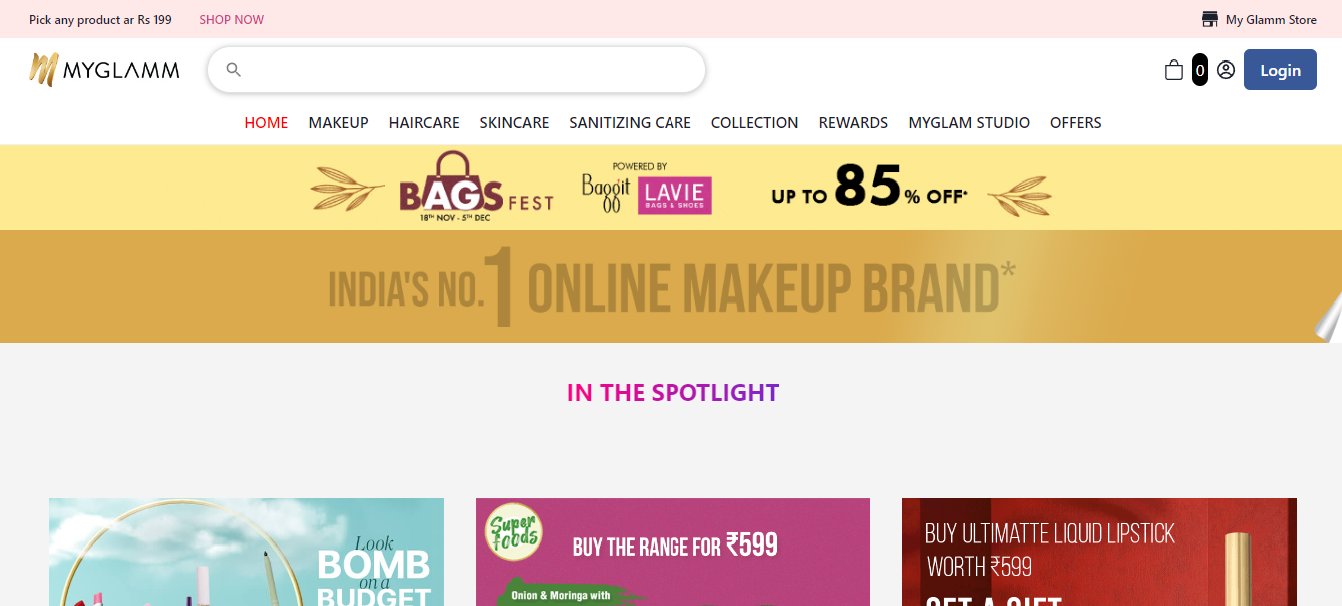 Pick any product ar Rs 199 SHOP NOW
My Glamm Store
MYGLAMM
0
Login
HOME MAKEUP HAIRCARE SKINCARE SANITIZING CARE COLLECTION REWARDS MYGLAM STUDIO OFFERS
BAGS FEST
18TH NOV - 5TH DEC
POWERED BY
Baggit
LAVIE
BAGS & SHOES
UP TO 85% OFF*
INDIA'S NO.1 ONLINE MAKEUP BRAND*
IN THE SPOTLIGHT
Look
BOMB
on a
BUDGET
Super
foods
BUY THE RANGE FOR ₹599
Onion & Moringa with
BUY ULTIMATTE LIQUID LIPSTICK
WORTH ₹599
GET A GIFT